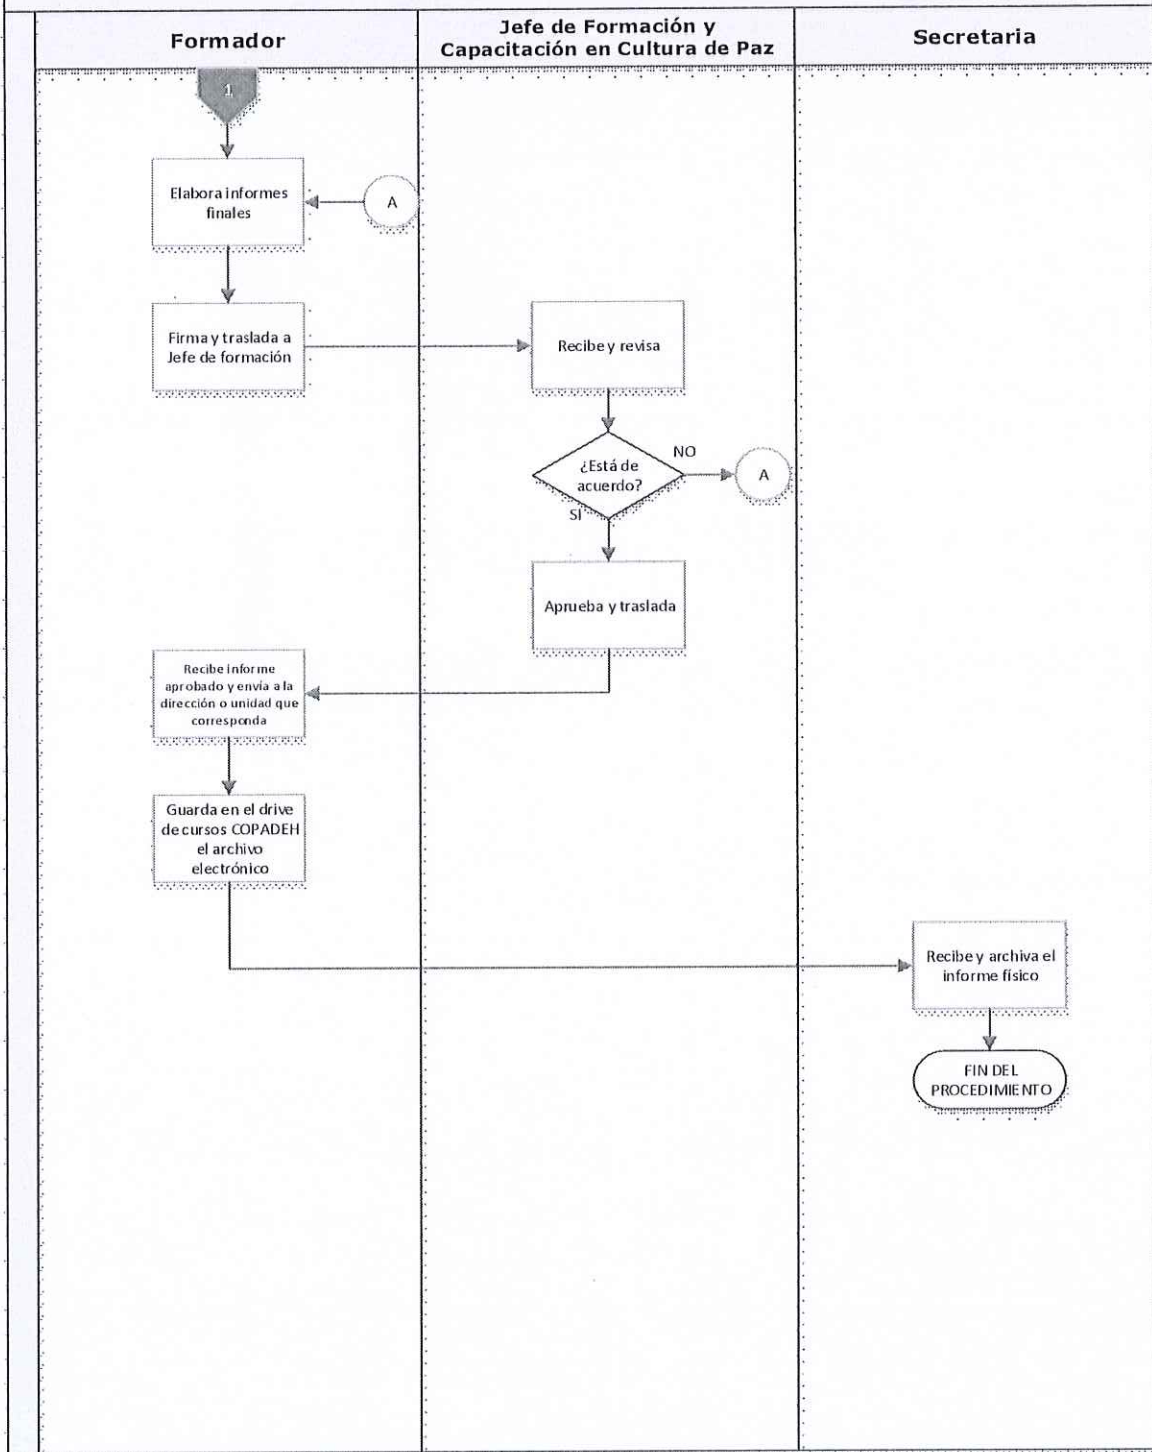 Formador
Jefe de Formación y
Capacitación en Cultura de Paz
Secretaria
1
Elabora informes
finales
A
Firma y traslada a
Jefe de formación
Recibe y revisa
¿Está de
acuerdo?
NO
A
SI
Aprueba y traslada
Recibe informe
aprobado y envía a la
dirección o unidad que
corresponda
Guarda en el drive
de cursos COPADEH
el archivo
electrónico
Recibe y archiva el
informe físico
FIN DEL
PROCEDIMIENTO